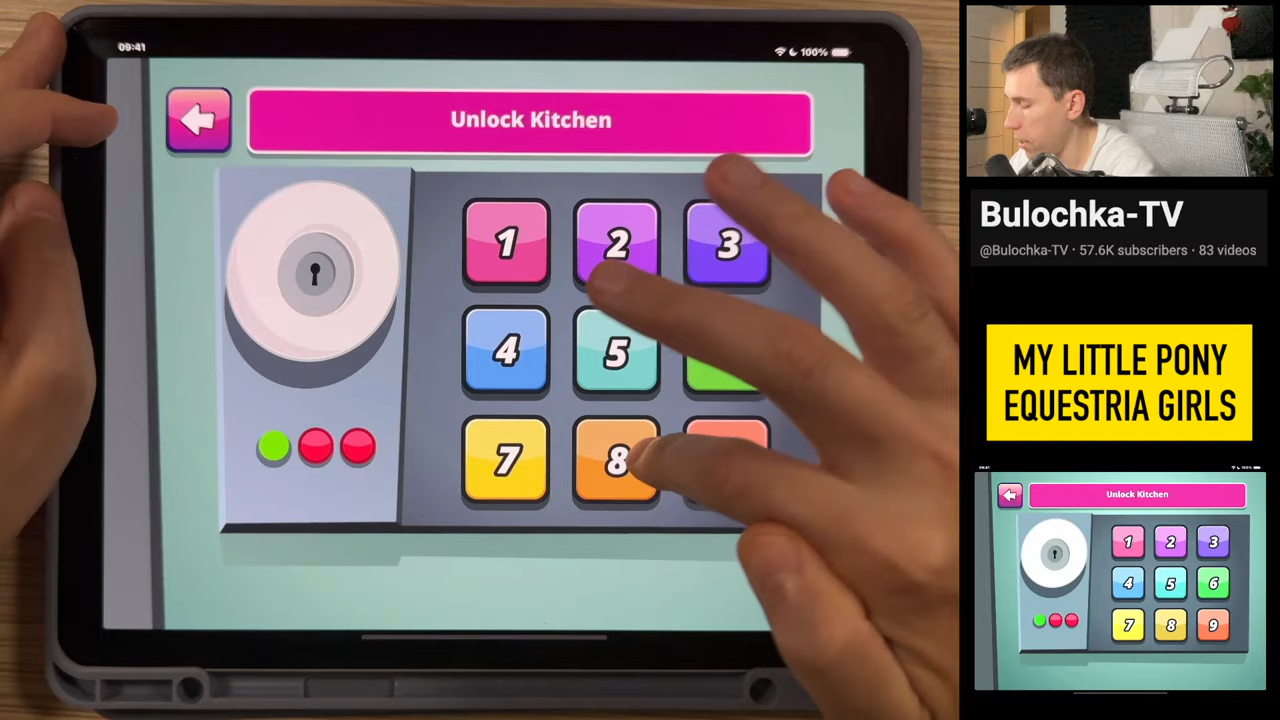 09:41
100%
Unlock Kitchen
1 2 3
4 5
7 8
Bulochka-TV
@Bulochka-TV · 57.6K subscribers · 83 videos
MY LITTLE PONY
EQUESTRIA GIRLS
Unlock Kitchen
1 2 3
4 5 6
7 8 9